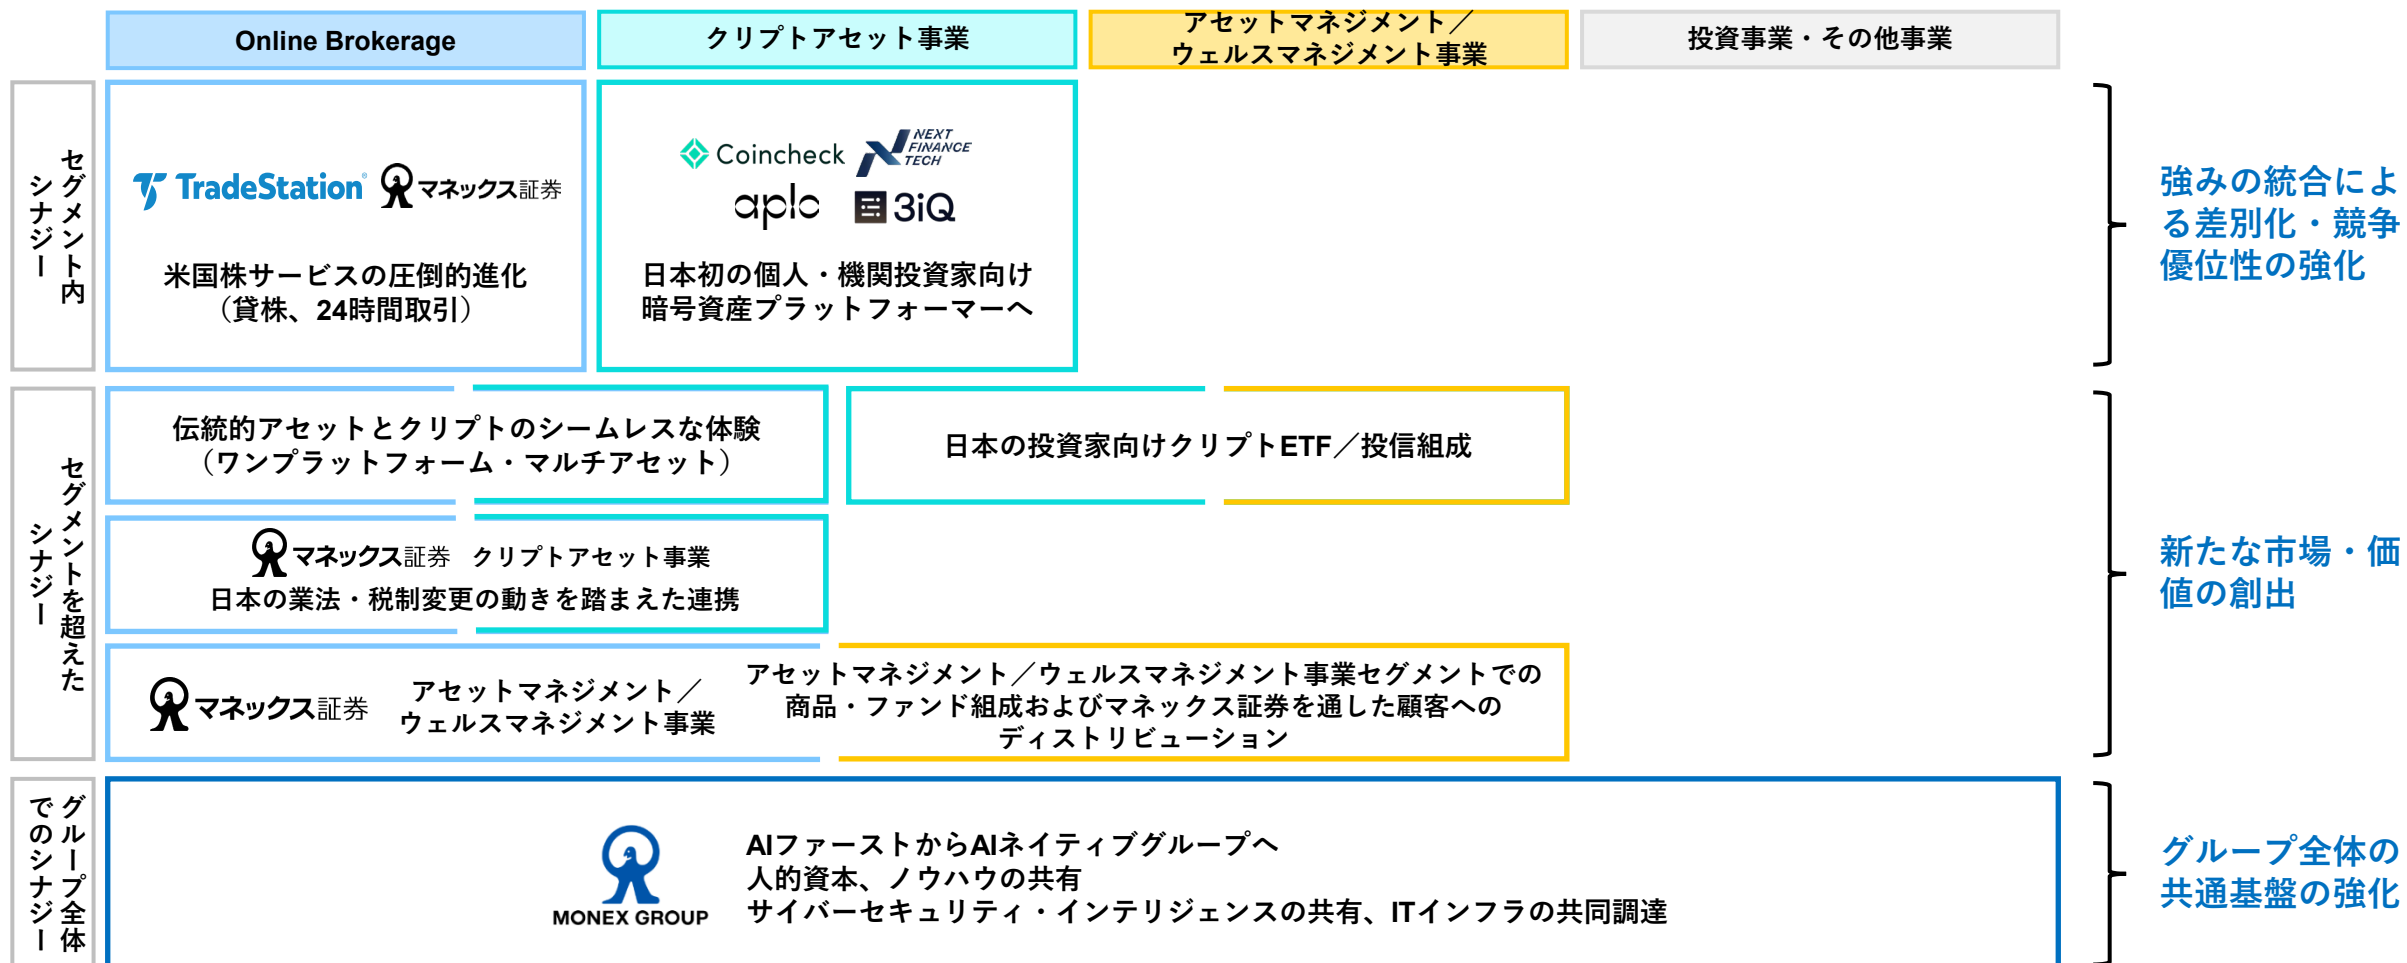 Online Brokerage
クリプトアセット事業
アセットマネジメント／
ウェルスマネジメント事業
投資事業・その他事業
セグメント内
シナジー
TradeStation
マネックス証券
米国株サービスの圧倒的進化
（貸株、24時間取引）
Coincheck
NEXT
FINANCE
TECH
aplo
3iQ
日本初の個人・機関投資家向け
暗号資産プラットフォーマーへ
強みの統合によ
る差別化・競争
優位性の強化
セグメントを超えた
シナジー
伝統的アセットとクリプトのシームレスな体験
（ワンプラットフォーム・マルチアセット）
日本の投資家向けクリプトETF／投信組成
マネックス証券 クリプトアセット事業
日本の業法・税制変更の動きを踏まえた連携
マネックス証券
アセットマネジメント／
ウェルスマネジメント事業
アセットマネジメント／ウェルスマネジメント事業セグメントでの
商品・ファンド組成およびマネックス証券を通した顧客への
ディストリビューション
新たな市場・価
値の創出
グループ全体
でのシナジー
MONEX GROUP
AIファーストからAIネイティブグループへ
人的資本、ノウハウの共有
サイバーセキュリティ・インテリジェンスの共有、ITインフラの共同調達
グループ全体の
共通基盤の強化